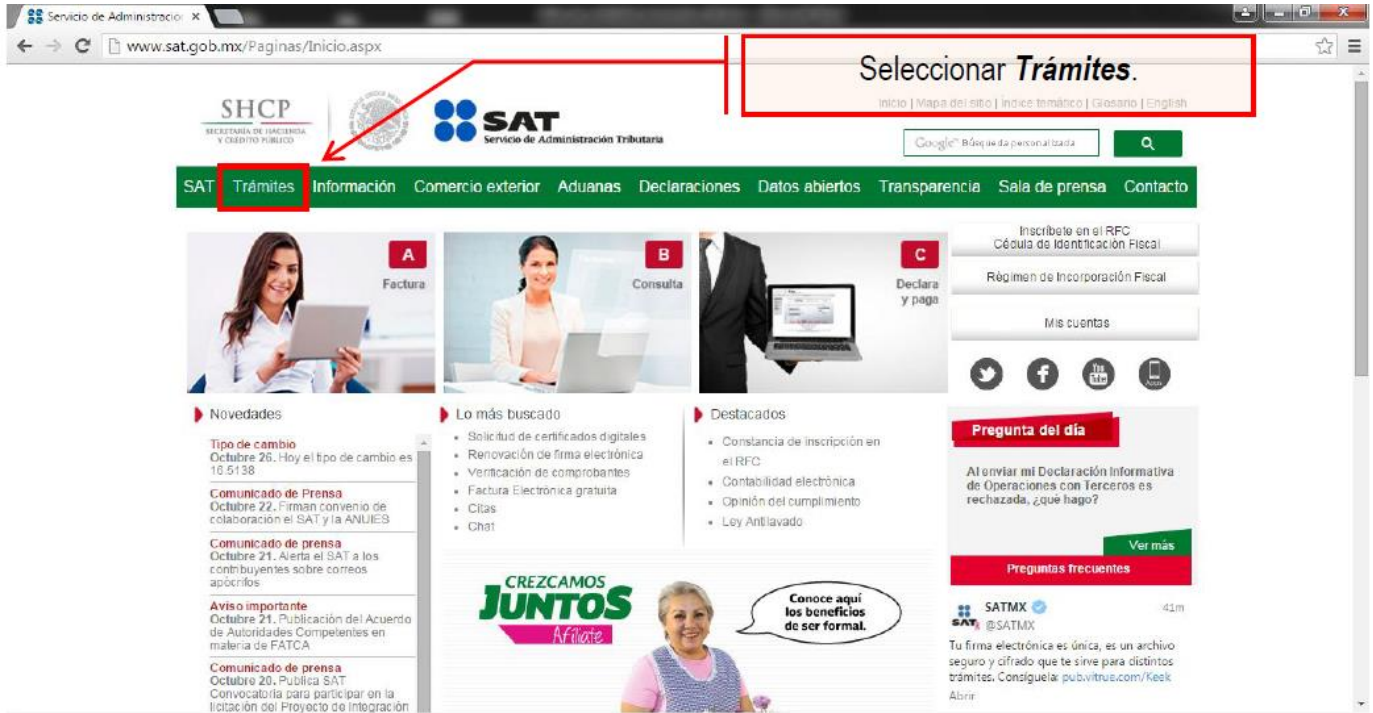 Servicio de Administracion
www.sat.gob.mx/Paginas/Inicio.aspx
Seleccionar Trámites.
Inicio | Mapa del sitio | Índice temático | Glosario | English
SHCP
SECRETARÍA DE HACIENDA
Y CRÉDITO PÚBLICO
SAT
Servicio de Administración Tributaria
Google™ Búsqueda personalizada
SAT Trámites Información Comercio exterior Aduanas Declaraciones Datos abiertos Transparencia Sala de prensa Contacto
A
Factura
B
Consulta
C
Declara
y paga
Inscríbete en el RFC
Cédula de Identificación Fiscal
Régimen de Incorporación Fiscal
Mis cuentas
You
Tube
Apps
Novedades
Tipo de cambio
Octubre 26. Hoy el tipo de cambio es
16.5138
Comunicado de Prensa
Octubre 22. Firman convenio de
colaboración el SAT y la ANUIES
Comunicado de prensa
Octubre 21. Alerta el SAT a los
contribuyentes sobre correos
apócrifos
Aviso importante
Octubre 21. Publicación del Acuerdo
de Autoridades Competentes en
materia de FATCA
Comunicado de prensa
Octubre 20. Publica SAT
Convocatoria para participar en la
licitación del Proyecto de Integración
Lo más buscado
Solicitud de certificados digitales
Renovación de firma electrónica
Verificación de comprobantes
Factura Electrónica gratuita
Citas
Chat
Destacados
Constancia de inscripción en
el RFC
Contabilidad electrónica
Opinión del cumplimiento
Ley Antilavado
CREZCAMOS
JUNTOS
Afíliate
Conoce aquí
los beneficios
de ser formal.
Pregunta del día
Al enviar mi Declaración Informativa
de Operaciones con Terceros es
rechazada, ¿qué hago?
Ver más
Preguntas frecuentes
SATMX 41m
SAT @SATMX
Tu firma electrónica es única, es un archivo
seguro y cifrado que te sirve para distintos
trámites. Consíguela: pub.vitrue.com/Keek
Abrir